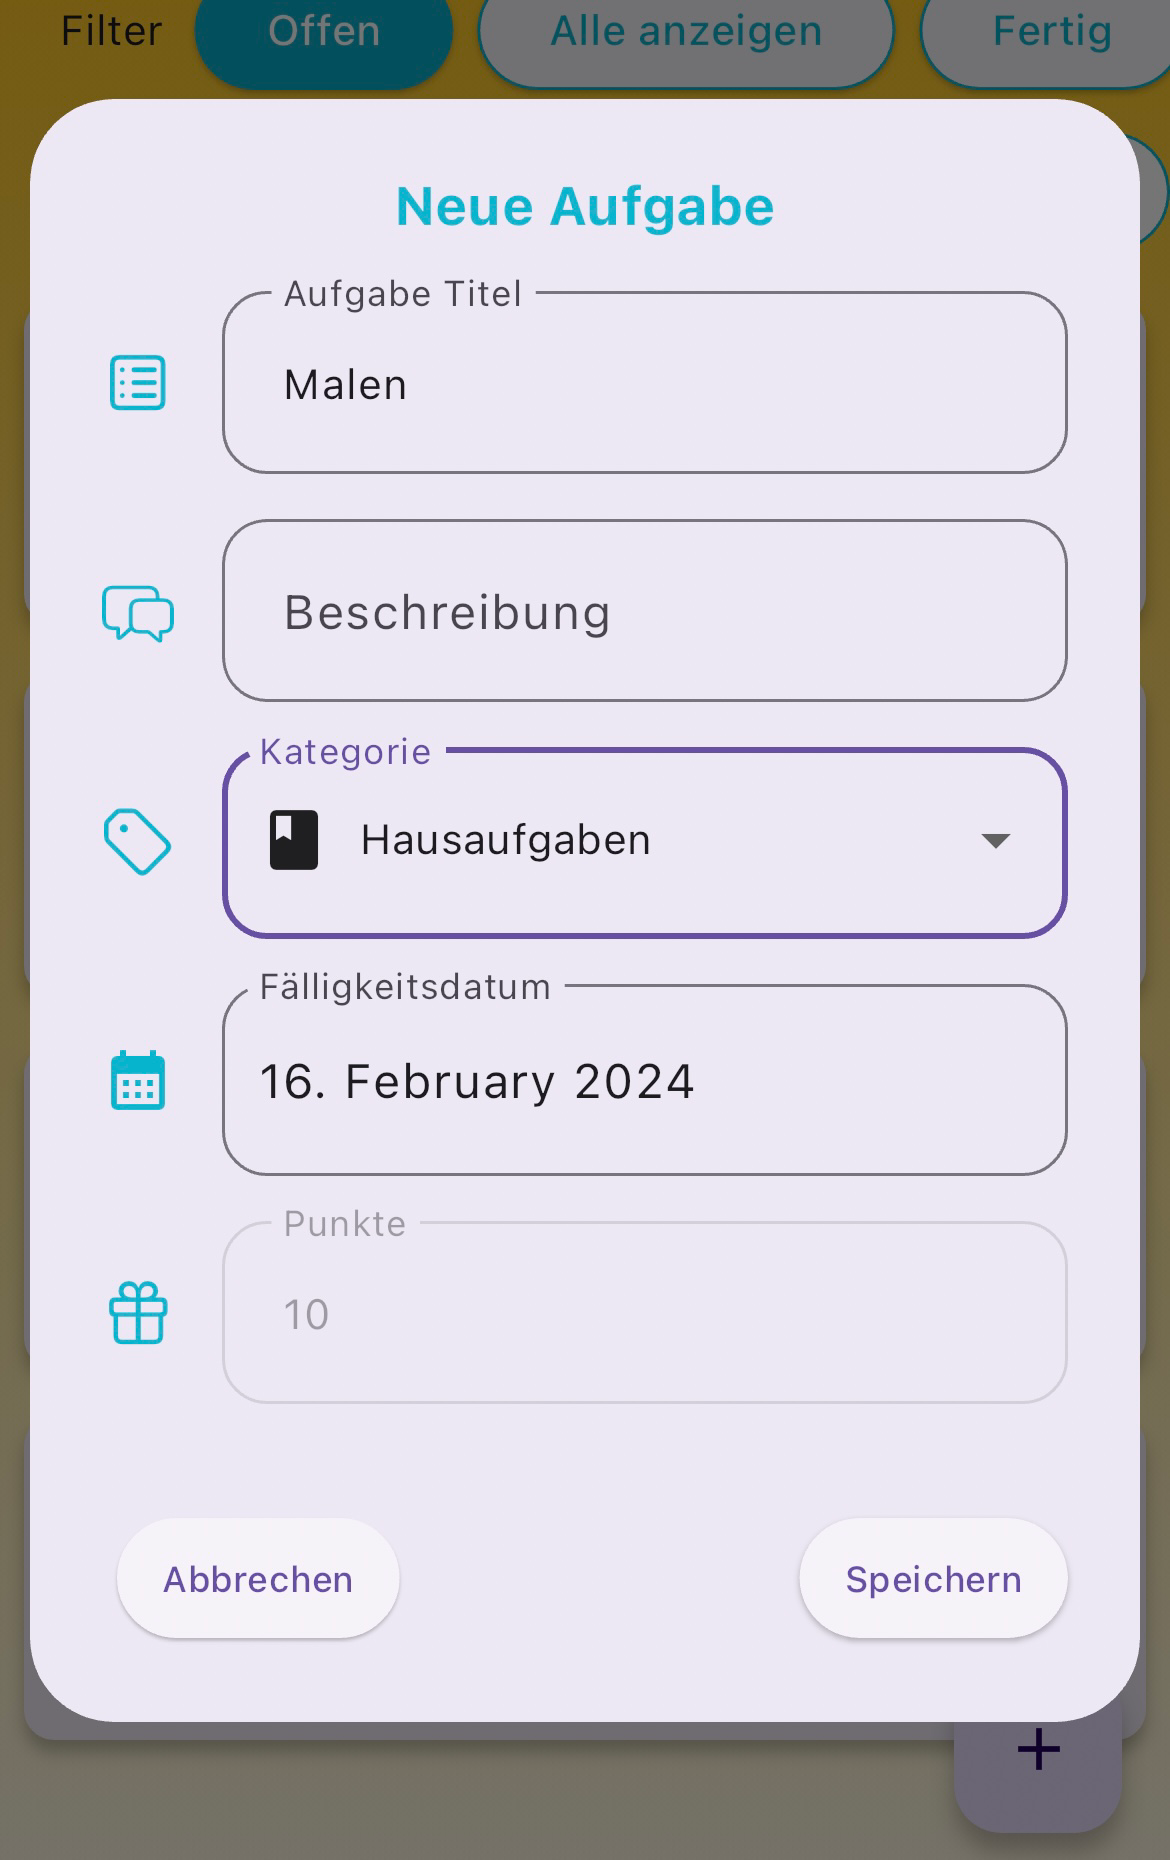 Filter Offen Alle anzeigen Fertig
Neue Aufgabe
Aufgabe Titel
Malen
Beschreibung
Kategorie
Hausaufgaben
Fälligkeitsdatum
16. February 2024
Punkte
10
Abbrechen Speichern
+